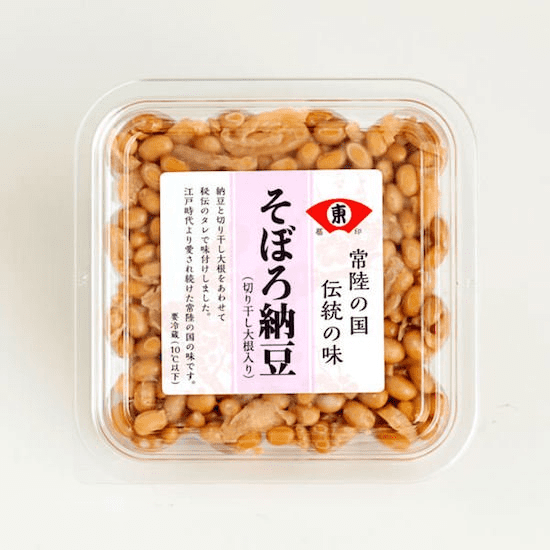 東
扇
印
常陸の国
伝統の味
そぼろ納豆
(切り干し大根入り)
納豆と切り干し大根をあわせて
秘伝のタレで味付けしました。
江戸時代より愛され続けた常陸の国の味です。
要冷蔵(10℃以下)